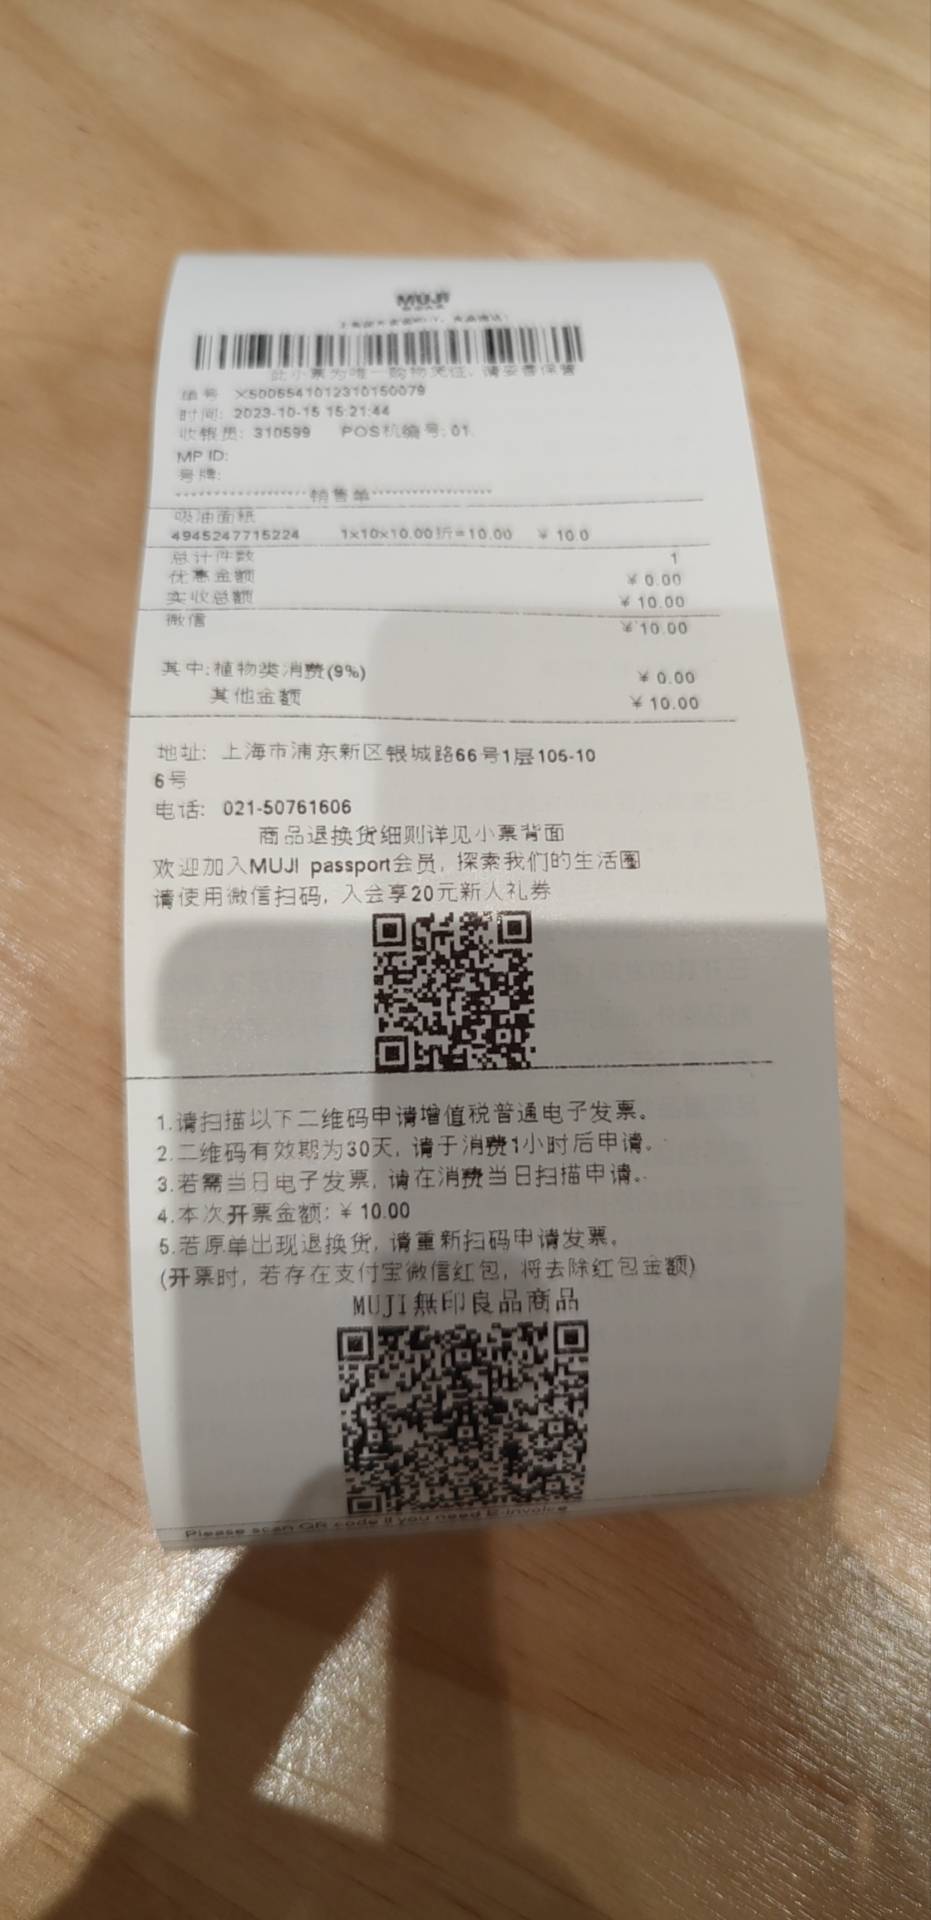 MUJI
此小票为唯一购物凭证，请妥善保管
单号 X5006541012310150079
时间: 2023-10-15 15:21:44
收银员: 310599 POS机编号: 01
MP ID:
号牌:
销售单
吸油面纸
4945247715224 1x10x10.00折=10.00 ¥ 10.0
总计件数 1
优惠金额 ¥ 0.00
实收总额 ¥ 10.00
微信 ¥ 10.00
其中:植物类消费(9%) ¥ 0.00
其他金额 ¥ 10.00
地址: 上海市浦东新区银城路66号1层105-10
6号
电话: 021-50761606
商品退换货细则详见小票背面
欢迎加入MUJI passport会员, 探索我们的生活圈
请使用微信扫码, 入会享20元新人礼券
1.请扫描以下二维码申请增值税普通电子发票。
2.二维码有效期为30天, 请于消费1小时后申请。
3.若需当日电子发票, 请在消费当日扫描申请。
4.本次开票金额: ¥ 10.00
5.若原单出现退换货, 请重新扫码申请发票。
(开票时, 若存在支付宝微信红包, 将去除红包金额)
MUJI無印良品商品
Please scan QR code if you need E-invoice